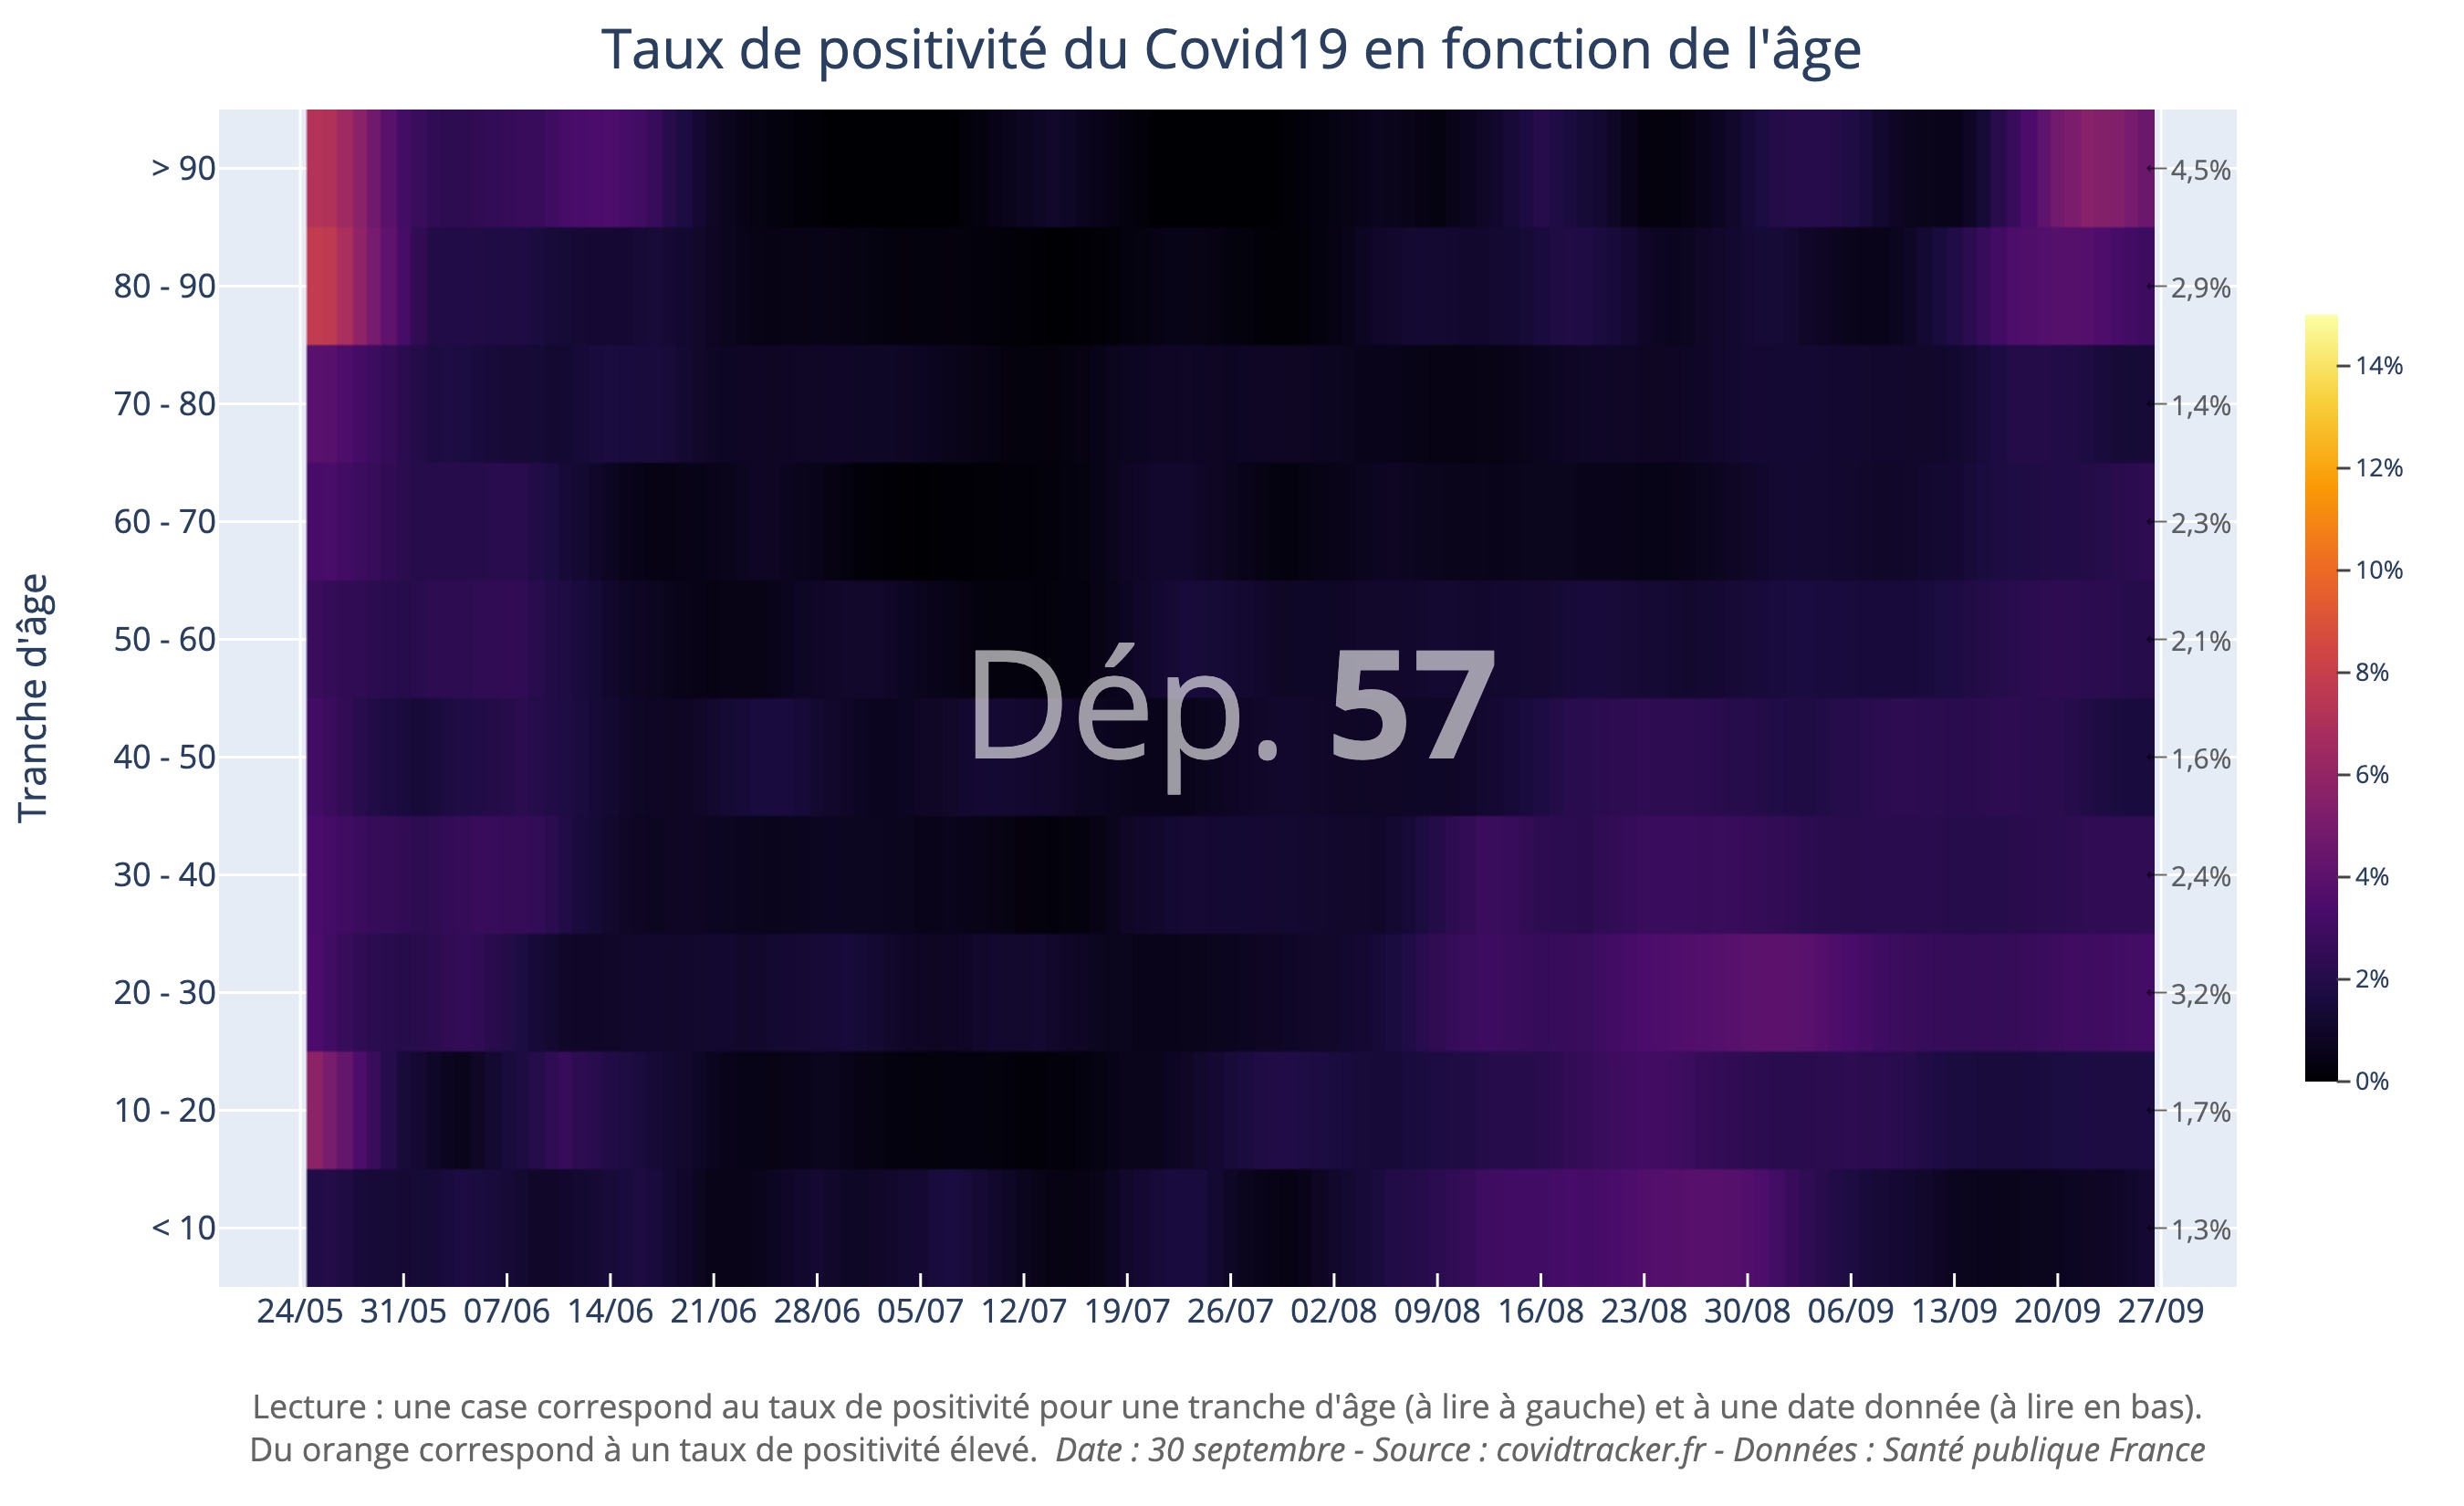 Taux de positivité du Covid19 en fonction de l'âge
Tranche d'âge
> 90
80 - 90
70 - 80
60 - 70
50 - 60
40 - 50
30 - 40
20 - 30
10 - 20
< 10
Dép. 57
4,5%
2,9%
1,4%
2,3%
2,1%
1,6%
2,4%
3,2%
1,7%
1,3%
14%
12%
10%
8%
6%
4%
2%
0%
24/05 31/05 07/06 14/06 21/06 28/06 05/07 12/07 19/07 26/07 02/08 09/08 16/08 23/08 30/08 06/09 13/09 20/09 27/09
Lecture : une case correspond au taux de positivité pour une tranche d'âge (à lire à gauche) et à une date donnée (à lire en bas).
Du orange correspond à un taux de positivité élevé. Date : 30 septembre - Source : covidtracker.fr - Données : Santé publique France